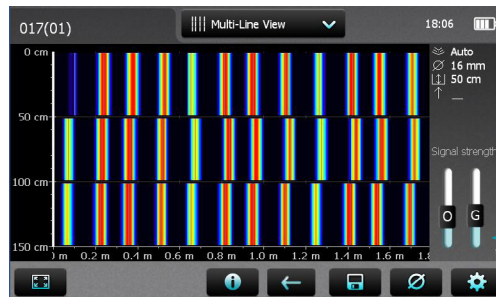 017(01)
Multi-Line View
18:06
0 cm
50 cm
100 cm
150 cm
0.2 m 0.4 m 0.6 m 0.8 m 1.0 m 1.2 m 1.4 m 1.6 m
Auto
Ø 16 mm
50 cm
Signal strength
O G